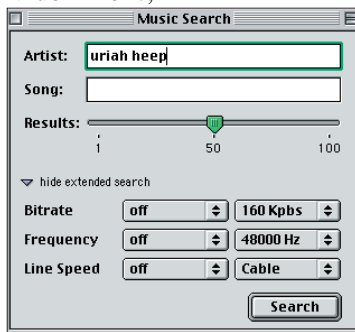 Music Search
Artist: uriah heep
Song:
Results:
1 50 100
hide extended search
Bitrate off 160 Kpbs
Frequency off 48000 Hz
Line Speed off Cable
Search